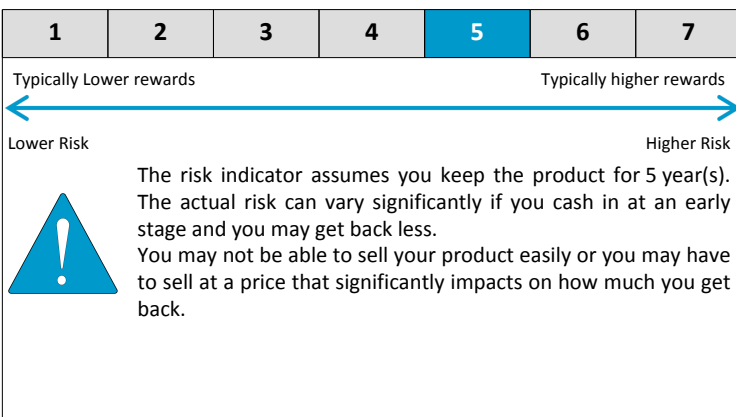 1 2 3 4 5 6 7
Typically Lower rewards Typically higher rewards
Lower Risk Higher Risk
The risk indicator assumes you keep the product for 5 year(s).
The actual risk can vary significantly if you cash in at an early
stage and you may get back less.
You may not be able to sell your product easily or you may have
to sell at a price that significantly impacts on how much you get
back.